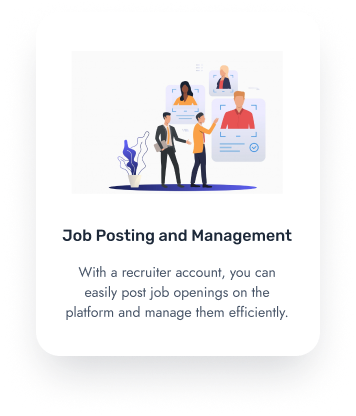 Job Posting and Management
With a recruiter account, you can
easily post job openings on the
platform and manage them efficiently.